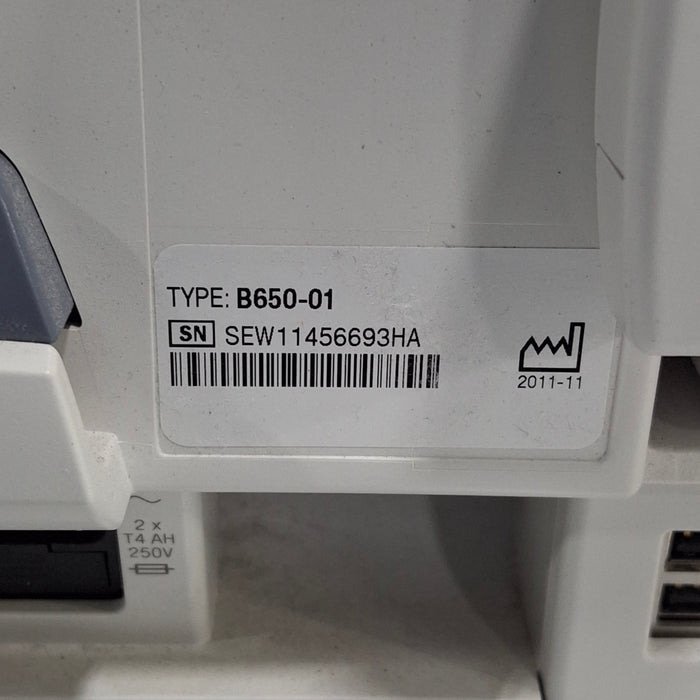 TYPE: B650-01
SN SEW11456693HA
2011-11
2 x
T4 AH
250V